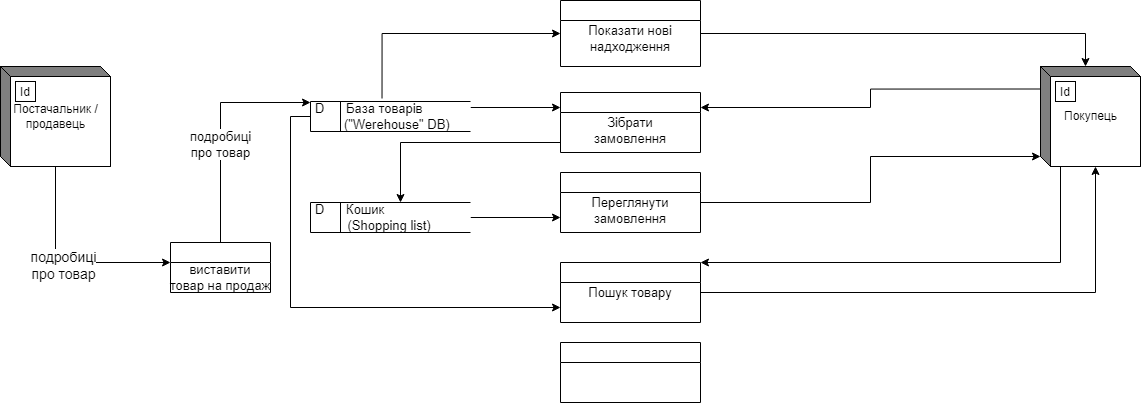 Показати нові
надходження
Id
Постачальник /
продавець
D
База товарів
("Werehouse" DB)
Id
Покупець
Зібрати
замовлення
подробиці
про товар
D
Кошик
(Shopping list)
Переглянути
замовлення
подробиці
про товар
виставити
товар на продаж
Пошук товару